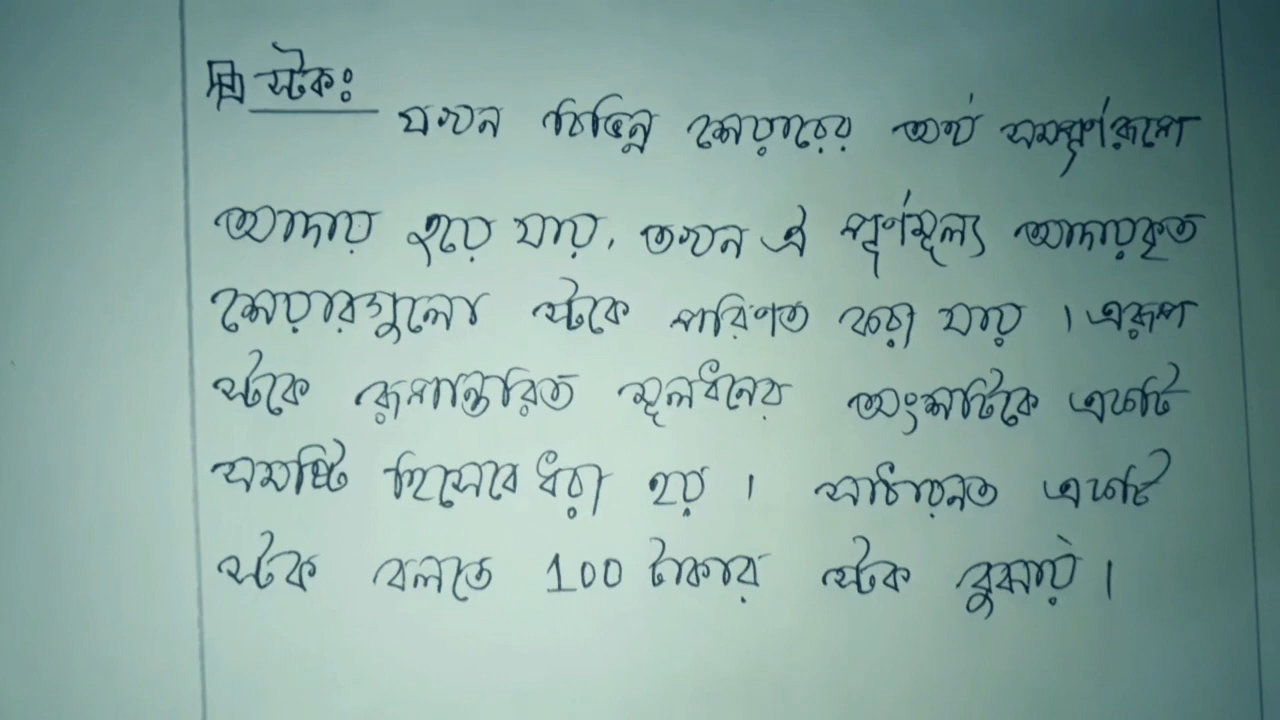 স্টক:
যখন বিভিন্ন শেয়ারের অর্থ সম্পূর্ণরূপে
আদায় হয়ে যায়, তখন ঐ পূর্ণমূল্য আদায়কৃত
শেয়ারগুলো স্টকে পরিণত করা যায় । এরূপ
স্টকে রূপান্তরিত মূলধনের অংশটিকে একটি
সমষ্টি হিসেবে ধরা হয় । সাধারনত একটি
স্টক বলতে 100 টাকার স্টক বুঝায় ।